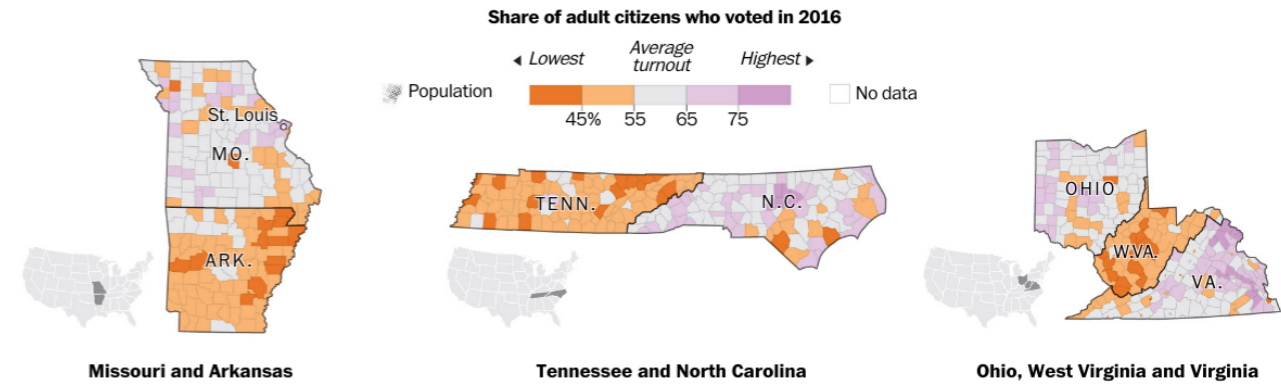 Share of adult citizens who voted in 2016
Lowest
Average
turnout
Highest
Population
No data
45%
55
65
75
St. Louis
MO.
ARK.
TENN.
N.C.
OHIO
W.VA.
VA.
Missouri and Arkansas
Tennessee and North Carolina
Ohio, West Virginia and Virginia